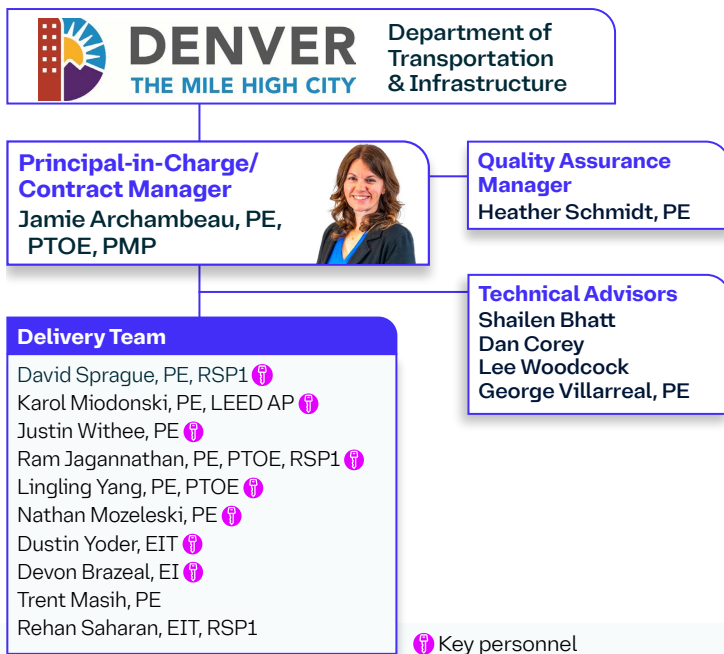 DENVER
THE MILE HIGH CITY
Department of
Transportation
& Infrastructure
Principal-in-Charge/
Contract Manager
Jamie Archambeau, PE,
PTOE, PMP
Quality Assurance
Manager
Heather Schmidt, PE
Technical Advisors
Shailen Bhatt
Dan Corey
Lee Woodcock
George Villarreal, PE
Delivery Team
David Sprague, PE, RSP1
Karol Miodonski, PE, LEED AP
Justin Withee, PE
Ram Jagannathan, PE, PTOE, RSP1
Lingling Yang, PE, PTOE
Nathan Mozeleski, PE
Dustin Yoder, EIT
Devon Brazeal, EI
Trent Masih, PE
Rehan Saharan, EIT, RSP1
Key personnel